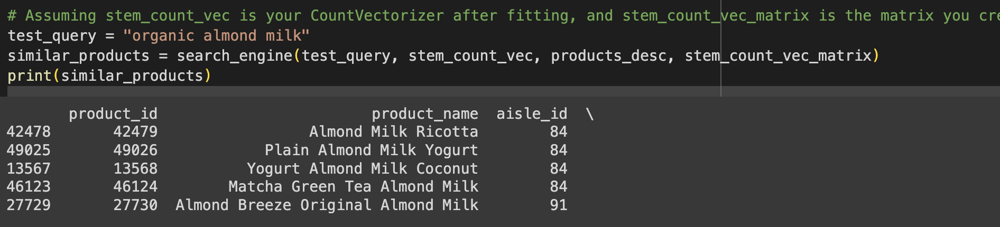 # Assuming stem_count_vec is your CountVectorizer after fitting, and stem_count_vec_matrix is the matrix you cre
test_query = "organic almond milk"
similar_products = search_engine(test_query, stem_count_vec, products_desc, stem_count_vec_matrix)
print(similar_products)
product_id product_name aisle_id \
42478 42479 Almond Milk Ricotta 84
49025 49026 Plain Almond Milk Yogurt 84
13567 13568 Yogurt Almond Milk Coconut 84
46123 46124 Matcha Green Tea Almond Milk 84
27729 27730 Almond Breeze Original Almond Milk 91